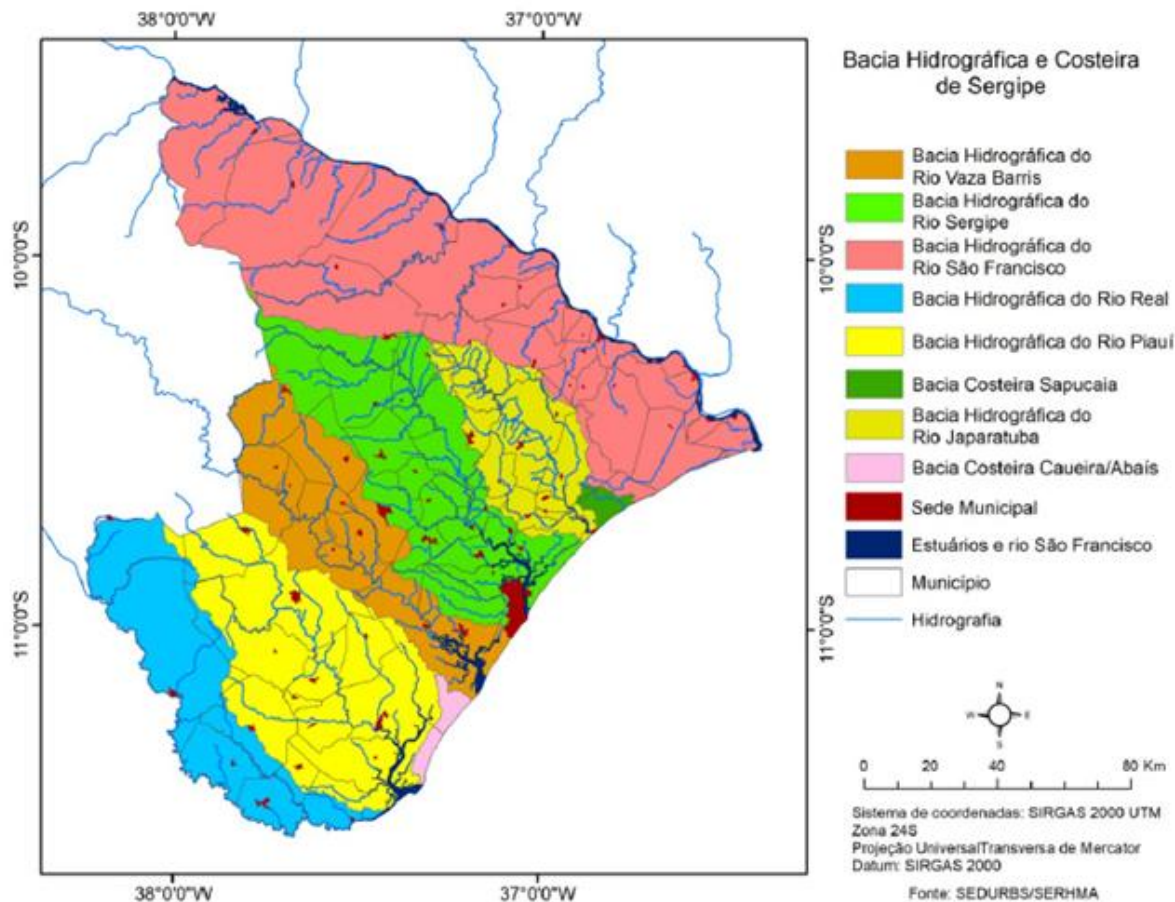 38°0'0"W
37°0'0"W
10°0'0"S
10°0'0"S
11°0'0"S
11°0'0"S
38°0'0"W
37°0'0"W
Bacia Hidrográfica e Costeira
de Sergipe
Bacia Hidrográfica do
Rio Vaza Barris
Bacia Hidrográfica do
Rio Sergipe
Bacia Hidrográfica do
Rio São Francisco
Bacia Hidrográfica do Rio Real
Bacia Hidrográfica do Rio Piauí
Bacia Costeira Sapucaia
Bacia Hidrográfica do
Rio Japaratuba
Bacia Costeira Caueira/Abaís
Sede Municipal
Estuários e rio São Francisco
Município
Hidrografia
N
W
E
S
0 20 40 60 80 Km
Sistema de coordenadas: SIRGAS 2000 UTM
Zona 24S
Projeção UniversalTransversa de Mercator
Datum: SIRGAS 2000
Fonte: SEDURBS/SERHMA